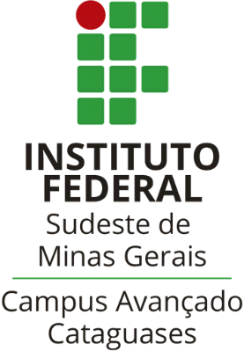 INSTITUTO
FEDERAL
Sudeste de
Minas Gerais
Campus Avançado
Cataguases